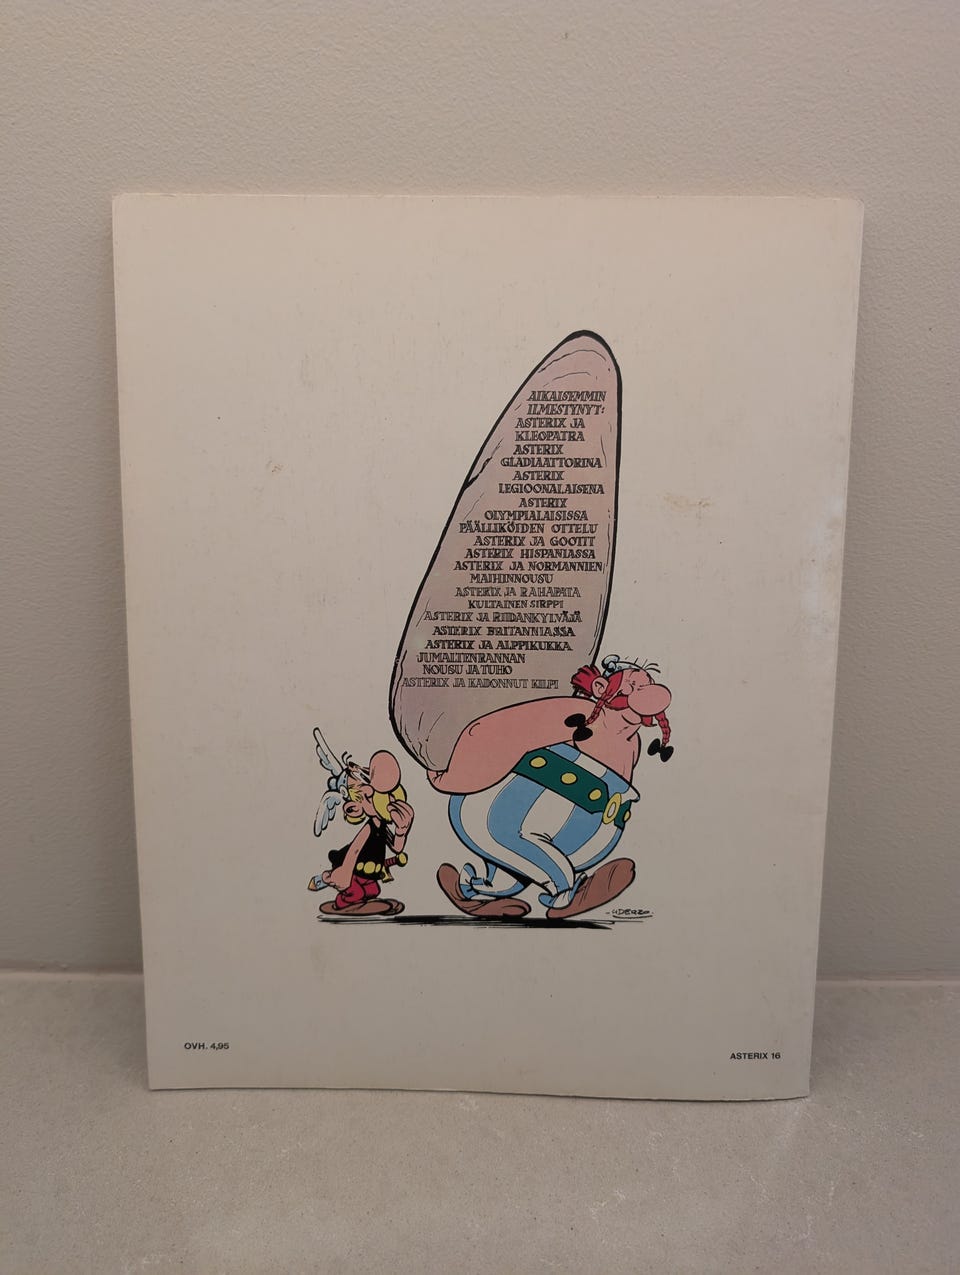 AIKAISEMMIN
ILMESTYNYT:
ASTERIX JA
KLEOPATRA
ASTERIX
GLADIAATTORINA
ASTERIX
LEGIOONALAISENA
ASTERIX
OLYMPIALAISISSA
PÄÄLLIKÖIDEN OTTELU
ASTERIX JA GOOTIT
ASTERIX HISPANIASSA
ASTERIX JA NORMANNIEN
MAIHINNOUSU
ASTERIX JA RAHAPATA
KULTAINEN SIRPPI
ASTERIX JA RIIDANKYLVÄJÄ
ASTERIX BRITANNIASSA
ASTERIX JA ALPPIKUKKA
JUMALTENRANNAN
NOUSU JA TUHO
ASTERIX JA KADONNUT KILPI
-UDERZO-
OVH. 4,95
ASTERIX 16